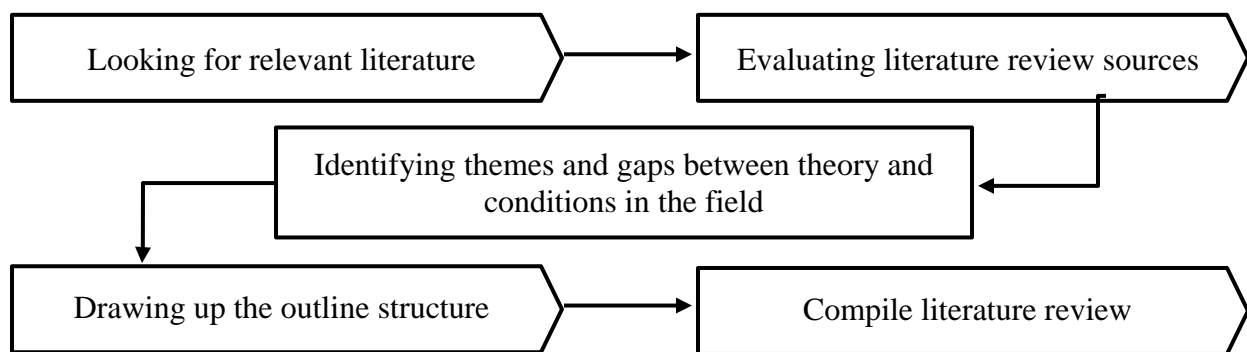 Looking for relevant literature
Evaluating literature review sources
Identifying themes and gaps between theory and
conditions in the field
Drawing up the outline structure
Compile literature review